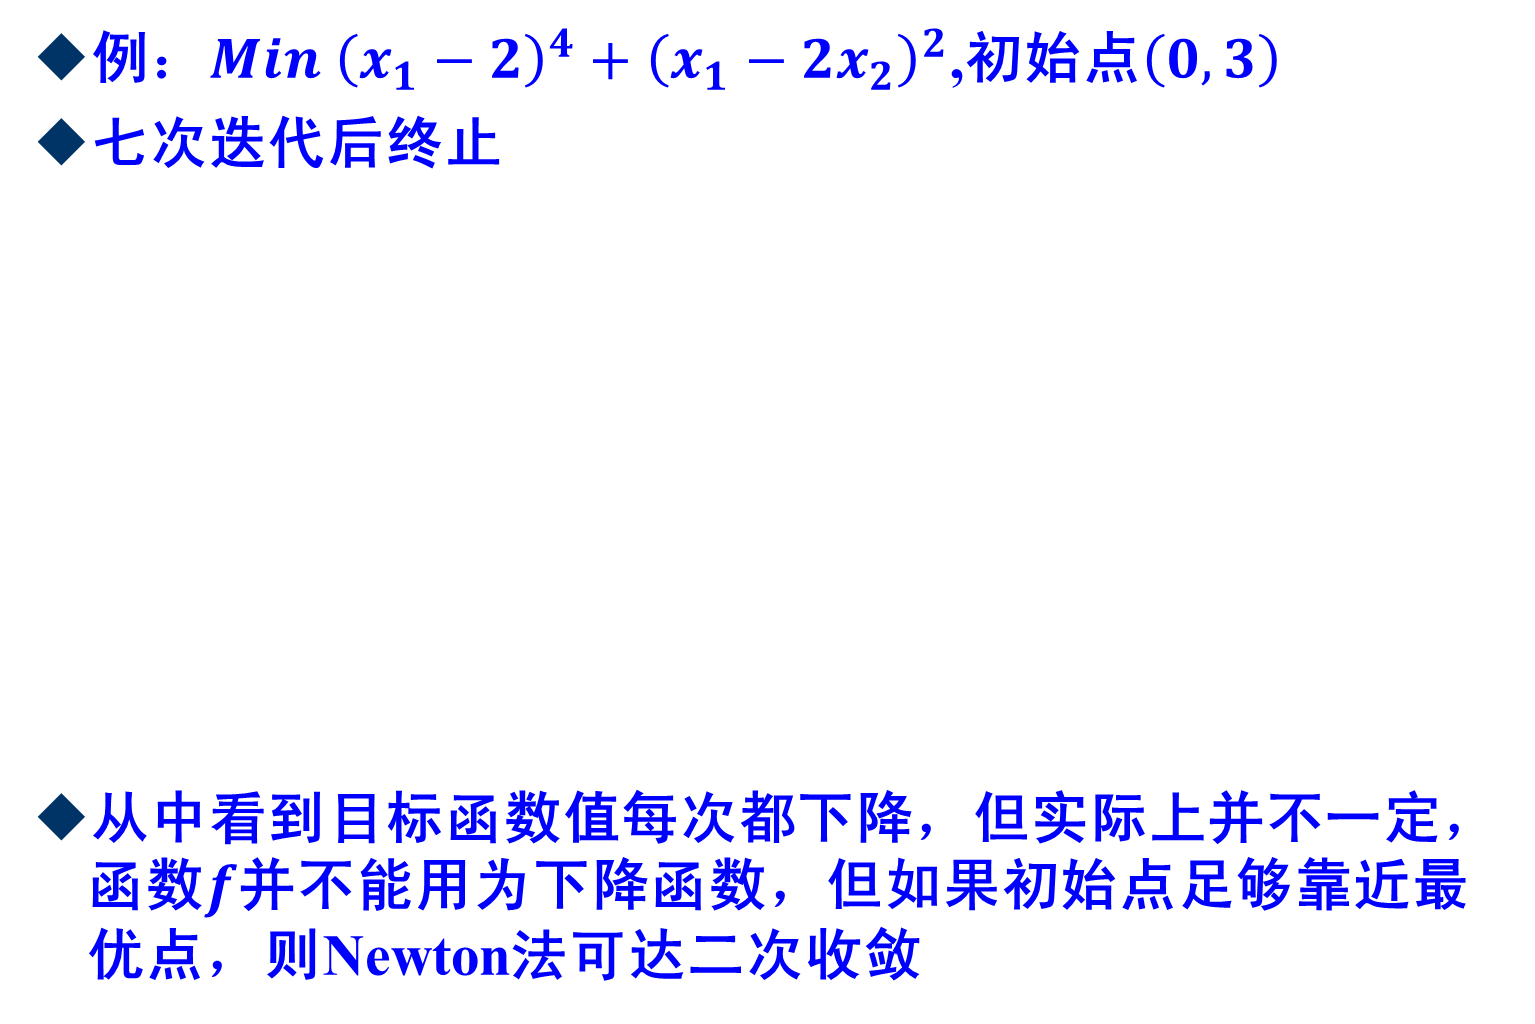 ◆例：Min (x₁ − 2)⁴ + (x₁ − 2x₂)²,初始点(0, 3)
◆七次迭代后终止
◆从中看到目标函数值每次都下降，但实际上并不一定，
函数f并不能用为下降函数，但如果初始点足够靠近最
优点，则Newton法可达二次收敛